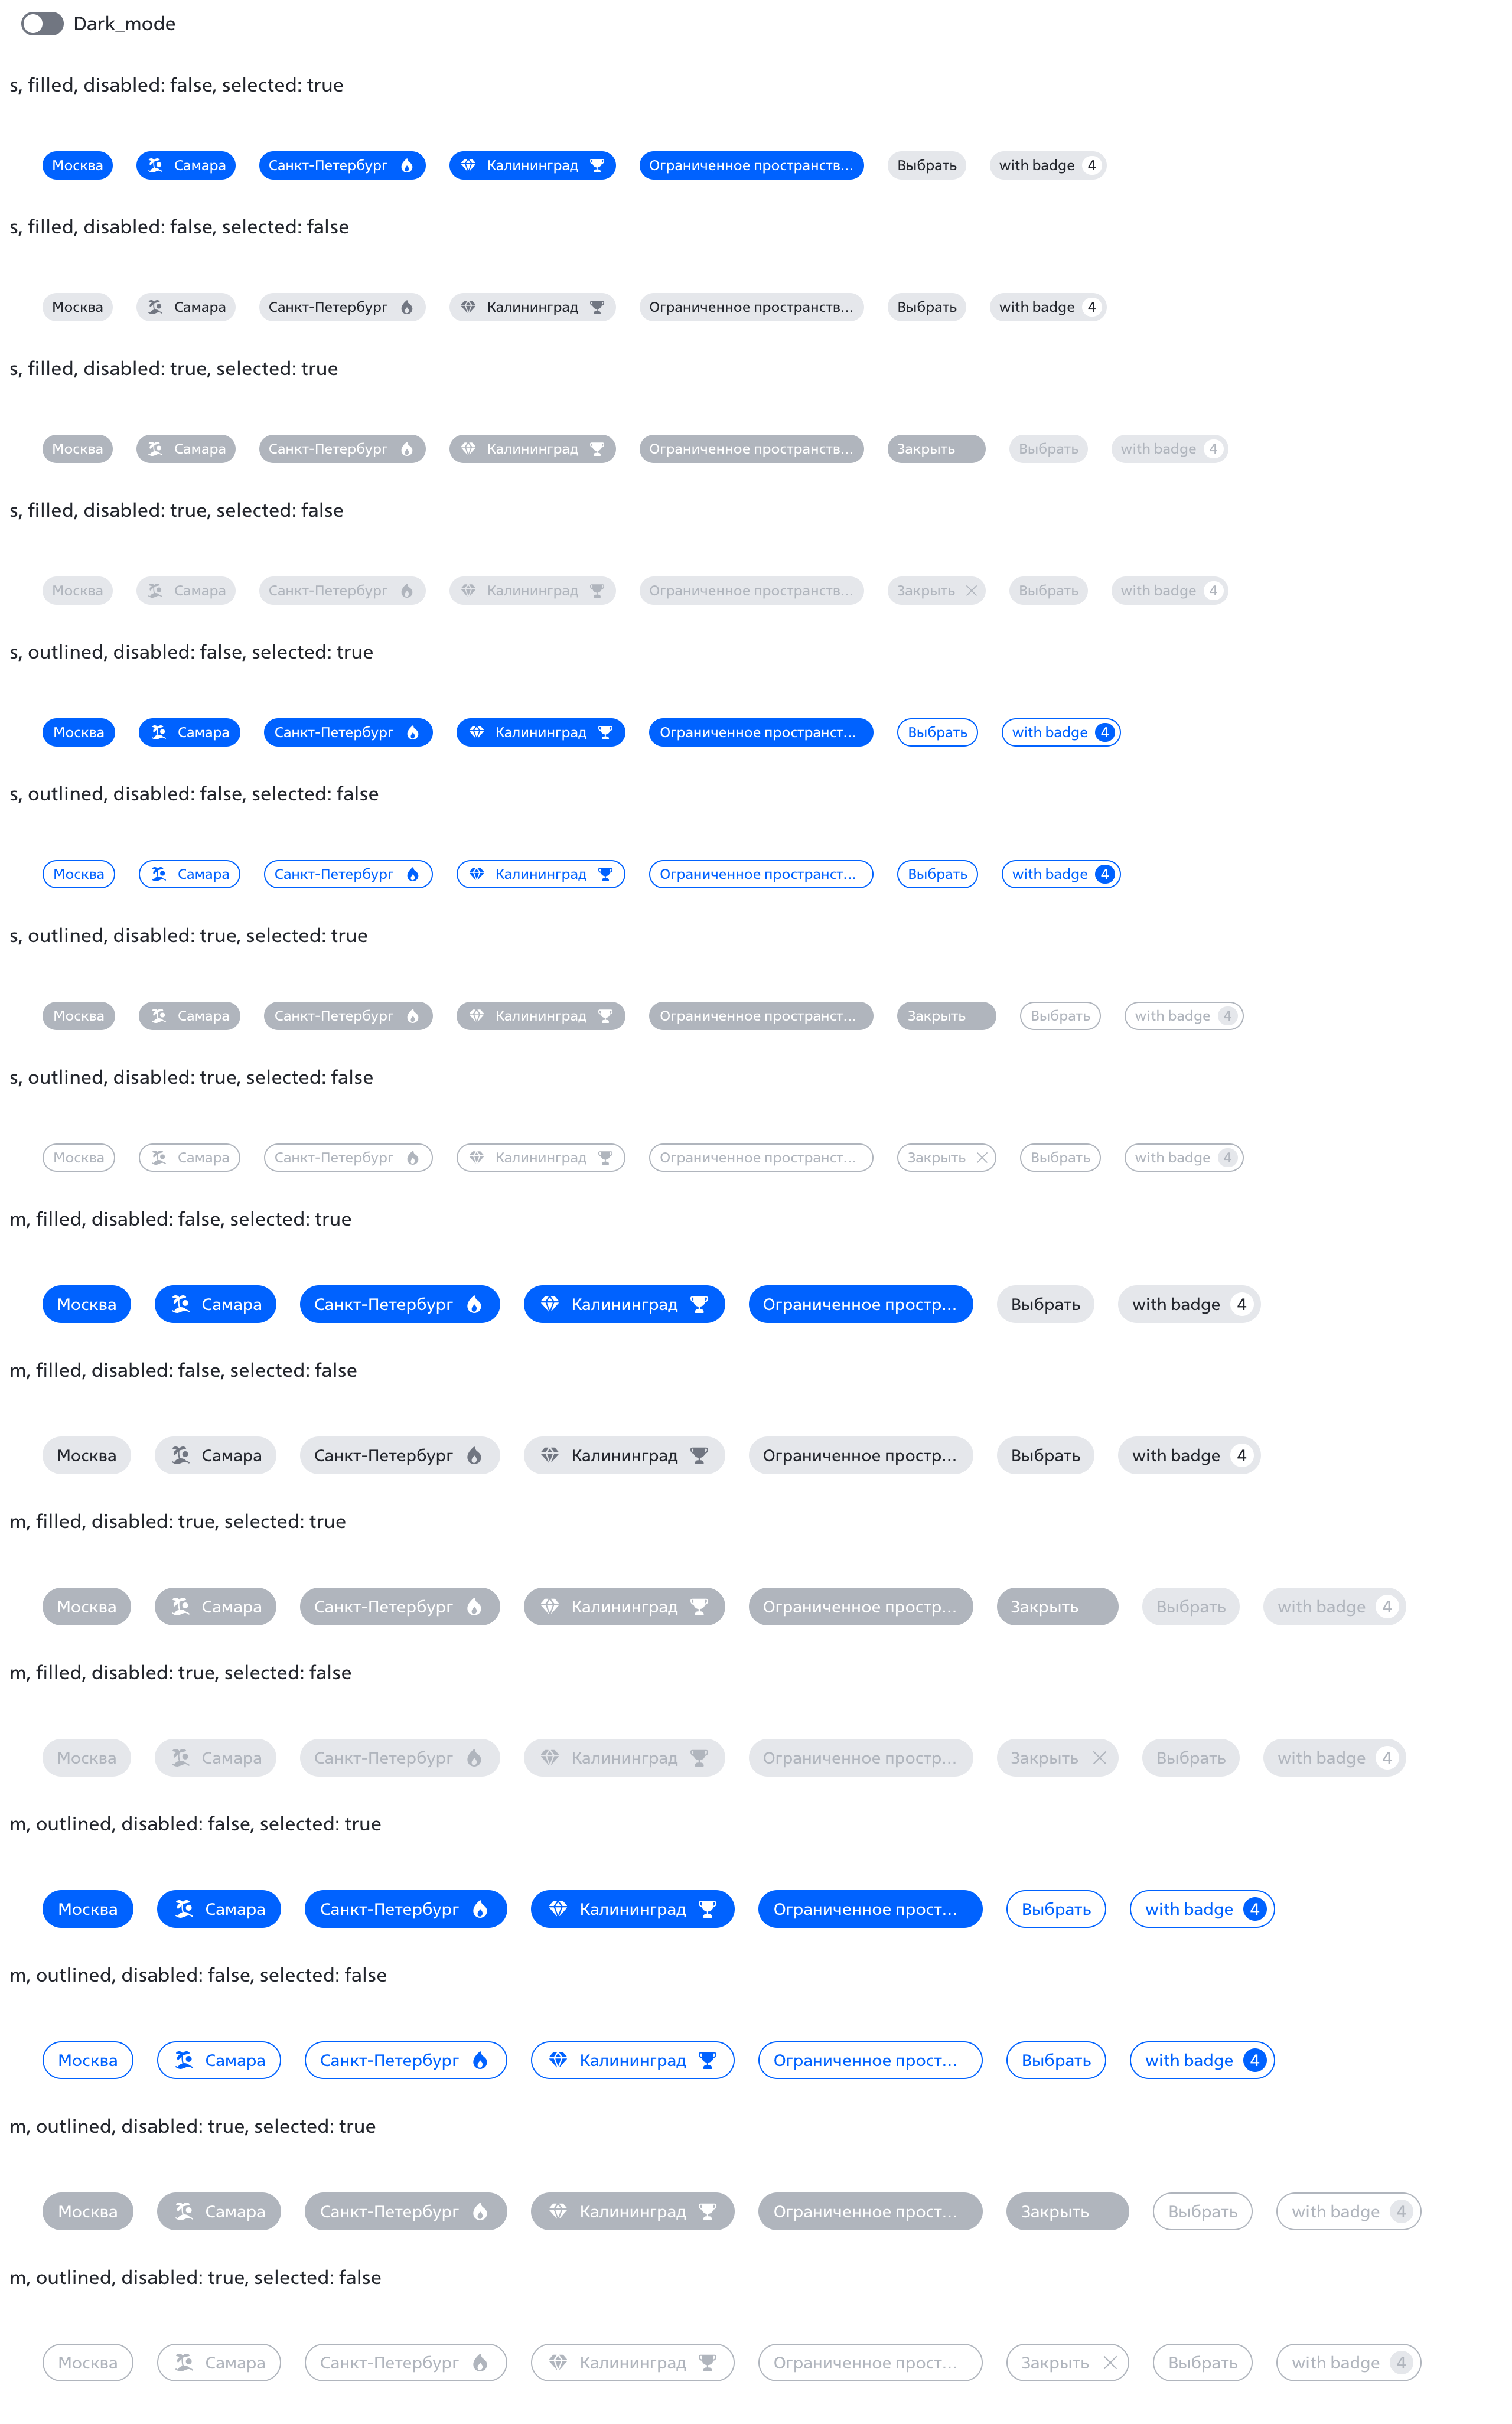 Dark_mode
s, filled, disabled: false, selected: true
Москва Самара Санкт-Петербург Калининград Ограниченное пространств... Выбрать with badge 4
s, filled, disabled: false, selected: false
Москва Самара Санкт-Петербург Калининград Ограниченное пространств... Выбрать with badge 4
s, filled, disabled: true, selected: true
Москва Самара Санкт-Петербург Калининград Ограниченное пространств... Закрыть Выбрать with badge 4
s, filled, disabled: true, selected: false
Москва Самара Санкт-Петербург Калининград Ограниченное пространств... Закрыть Выбрать with badge 4
s, outlined, disabled: false, selected: true
Москва Самара Санкт-Петербург Калининград Ограниченное пространст... Выбрать with badge 4
s, outlined, disabled: false, selected: false
Москва Самара Санкт-Петербург Калининград Ограниченное пространст... Выбрать with badge 4
s, outlined, disabled: true, selected: true
Москва Самара Санкт-Петербург Калининград Ограниченное пространст... Закрыть Выбрать with badge 4
s, outlined, disabled: true, selected: false
Москва Самара Санкт-Петербург Калининград Ограниченное пространст... Закрыть Выбрать with badge 4
m, filled, disabled: false, selected: true
Москва Самара Санкт-Петербург Калининград Ограниченное простр... Выбрать with badge 4
m, filled, disabled: false, selected: false
Москва Самара Санкт-Петербург Калининград Ограниченное простр... Выбрать with badge 4
m, filled, disabled: true, selected: true
Москва Самара Санкт-Петербург Калининград Ограниченное простр... Закрыть Выбрать with badge 4
m, filled, disabled: true, selected: false
Москва Самара Санкт-Петербург Калининград Ограниченное простр... Закрыть Выбрать with badge 4
m, outlined, disabled: false, selected: true
Москва Самара Санкт-Петербург Калининград Ограниченное прост... Выбрать with badge 4
m, outlined, disabled: false, selected: false
Москва Самара Санкт-Петербург Калининград Ограниченное прост... Выбрать with badge 4
m, outlined, disabled: true, selected: true
Москва Самара Санкт-Петербург Калининград Ограниченное прост... Закрыть Выбрать with badge 4
m, outlined, disabled: true, selected: false
Москва Самара Санкт-Петербург Калининград Ограниченное прост... Закрыть Выбрать with badge 4